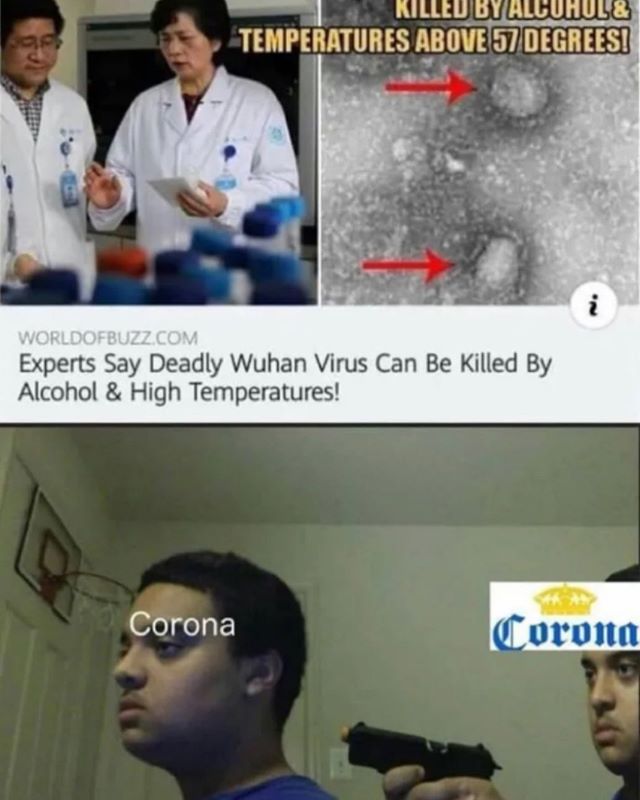 KILLED BY ALCOHOL &
TEMPERATURES ABOVE 57 DEGREES!
i
WORLDOFBUZZ.COM
Experts Say Deadly Wuhan Virus Can Be Killed By
Alcohol & High Temperatures!
Corona
Corona